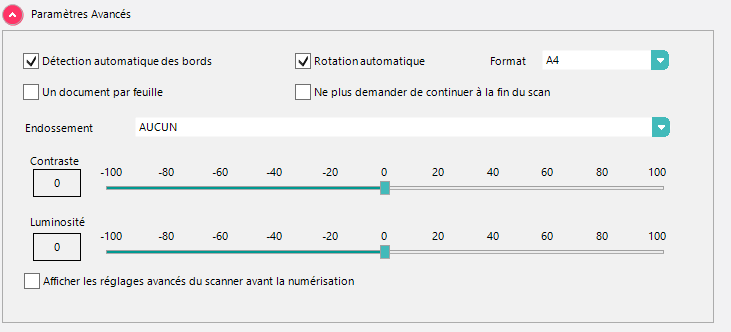 Paramètres Avancés
Détection automatique des bords Rotation automatique Format A4
Un document par feuille Ne plus demander de continuer à la fin du scan
Endossement AUCUN
Contraste
-100 -80 -60 -40 -20 0 20 40 60 80 100
0
Luminosité
-100 -80 -60 -40 -20 0 20 40 60 80 100
0
Afficher les réglages avancés du scanner avant la numérisation